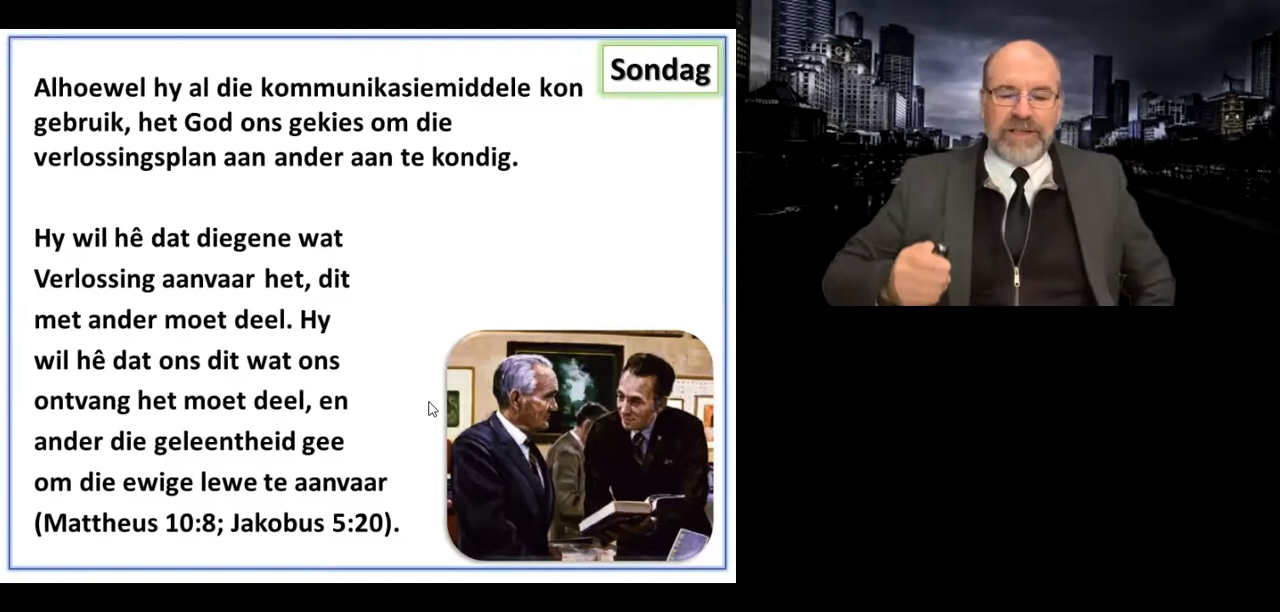 Sondag
Alhoewel hy al die kommunikasiemiddele kon
gebruik, het God ons gekies om die
verlossingsplan aan ander aan te kondig.
Hy wil hê dat diegene wat
Verlossing aanvaar het, dit
met ander moet deel. Hy
wil hê dat ons dit wat ons
ontvang het moet deel, en
ander die geleentheid gee
om die ewige lewe te aanvaar
(Mattheus 10:8; Jakobus 5:20).